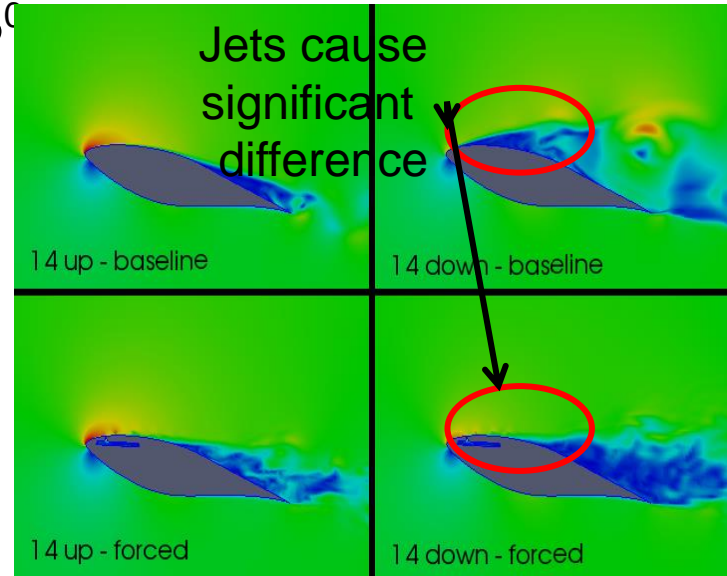 Jets cause
significant
difference
14 up - baseline
14 down - baseline
14 up - forced
14 down - forced